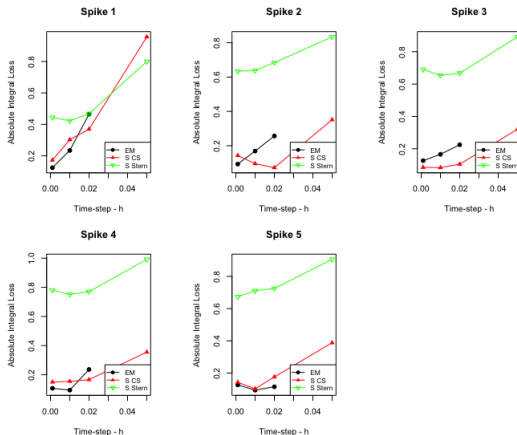 Spike 1
Absolute Integral Loss
0.8
0.6
0.4
0.2
0.00 0.02 0.04
Time-step - h
EM
S CS
S Stern
Spike 2
Absolute Integral Loss
0.8
0.6
0.4
0.2
0.00 0.02 0.04
Time-step - h
EM
S CS
S Stern
Spike 3
Absolute Integral Loss
0.8
0.6
0.4
0.2
0.00 0.02 0.04
Time-step - h
EM
S CS
S Stern
Spike 4
Absolute Integral Loss
1.0
0.8
0.6
0.4
0.2
0.00 0.02 0.04
Time-step - h
EM
S CS
S Stern
Spike 5
Absolute Integral Loss
0.8
0.6
0.4
0.2
0.00 0.02 0.04
Time-step - h
EM
S CS
S Stern